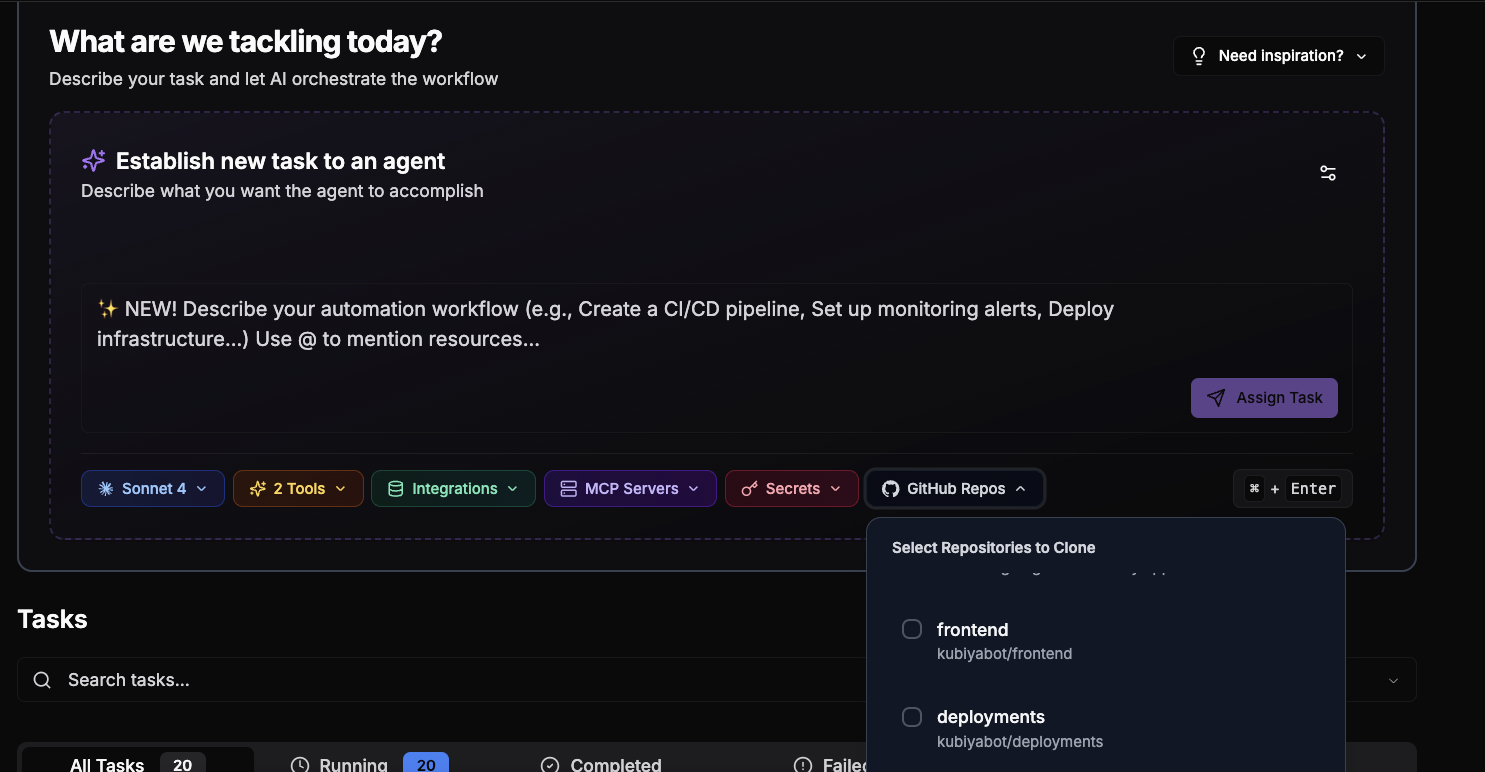 What are we tackling today?
Describe your task and let AI orchestrate the workflow
Need inspiration?
Establish new task to an agent
Describe what you want the agent to accomplish
✨ NEW! Describe your automation workflow (e.g., Create a CI/CD pipeline, Set up monitoring alerts, Deploy
infrastructure...) Use @ to mention resources...
Assign Task
Sonnet 4
2 Tools
Integrations
MCP Servers
Secrets
GitHub Repos
⌘ + Enter
Select Repositories to Clone
frontend
kubiyabot/frontend
deployments
kubiyabot/deployments
Tasks
Search tasks...
All Tasks 20
Running 20
Completed